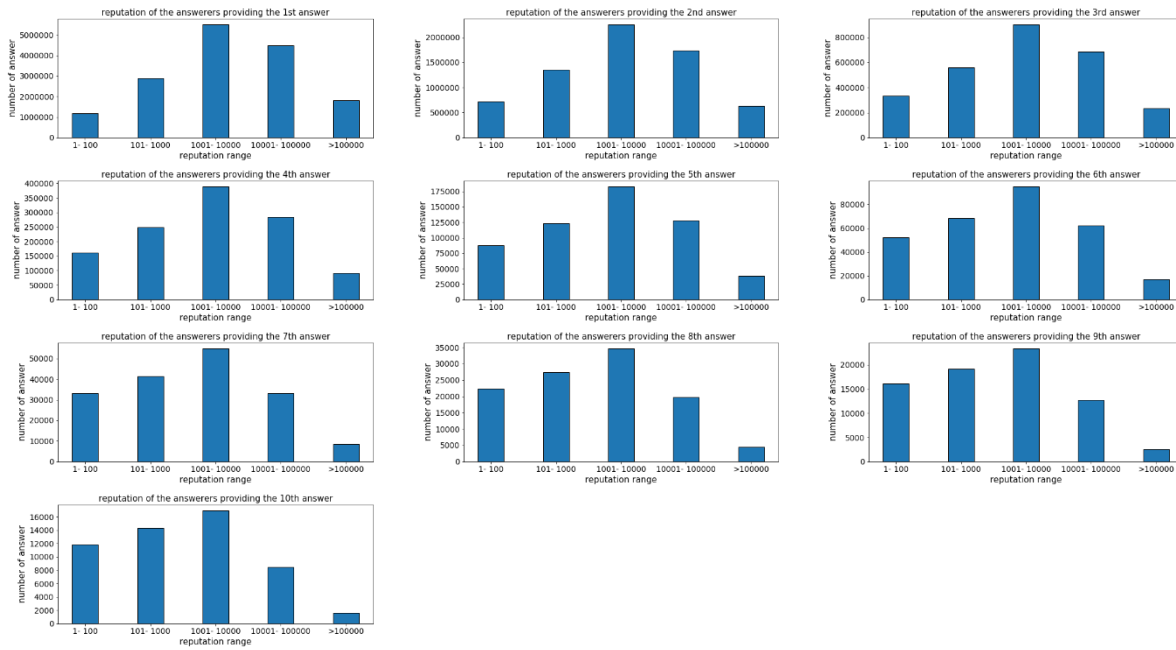 reputation of the answerers providing the 1st answer
number of answer
5000000
4000000
3000000
2000000
1000000
0
1- 100 101- 1000 1001- 10000 10001- 100000 >100000
reputation range
reputation of the answerers providing the 2nd answer
number of answer
2000000
1500000
1000000
500000
0
1- 100 101- 1000 1001- 10000 10001- 100000 >100000
reputation range
reputation of the answerers providing the 3rd answer
number of answer
800000
600000
400000
200000
0
1- 100 101- 1000 1001- 10000 10001- 100000 >100000
reputation range
reputation of the answerers providing the 4th answer
number of answer
400000
350000
300000
250000
200000
150000
100000
50000
0
1- 100 101- 1000 1001- 10000 10001- 100000 >100000
reputation range
reputation of the answerers providing the 5th answer
number of answer
175000
150000
125000
100000
75000
50000
25000
0
1- 100 101- 1000 1001- 10000 10001- 100000 >100000
reputation range
reputation of the answerers providing the 6th answer
number of answer
80000
60000
40000
20000
0
1- 100 101- 1000 1001- 10000 10001- 100000 >100000
reputation range
reputation of the answerers providing the 7th answer
number of answer
50000
40000
30000
20000
10000
0
1- 100 101- 1000 1001- 10000 10001- 100000 >100000
reputation range
reputation of the answerers providing the 8th answer
number of answer
35000
30000
25000
20000
15000
10000
5000
0
1- 100 101- 1000 1001- 10000 10001- 100000 >100000
reputation range
reputation of the answerers providing the 9th answer
number of answer
20000
15000
10000
5000
0
1- 100 101- 1000 1001- 10000 10001- 100000 >100000
reputation range
reputation of the answerers providing the 10th answer
number of answer
16000
14000
12000
10000
8000
6000
4000
2000
0
1- 100 101- 1000 1001- 10000 10001- 100000 >100000
reputation range